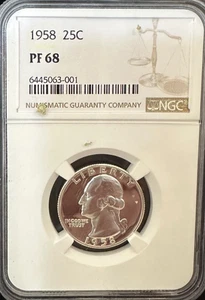 1958 25C
PF 68
6445063-001
NUMISMATIC GUARANTY COMPANY
NGC
LIBERTY
IN GOD WE
TRUST
1958